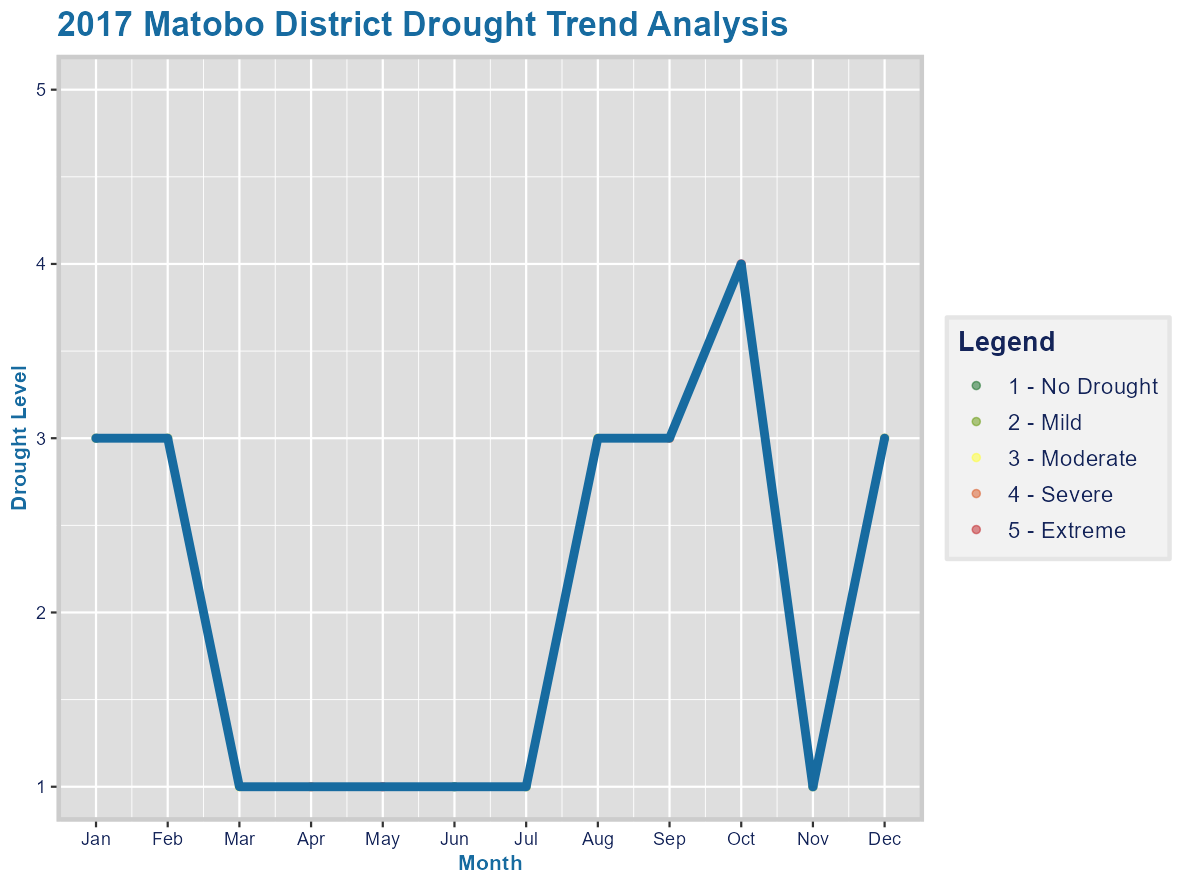 2017 Matobo District Drought Trend Analysis
Drought Level
5
4
3
2
1
Jan Feb Mar Apr May Jun Jul Aug Sep Oct Nov Dec
Month
Legend
1 - No Drought
2 - Mild
3 - Moderate
4 - Severe
5 - Extreme